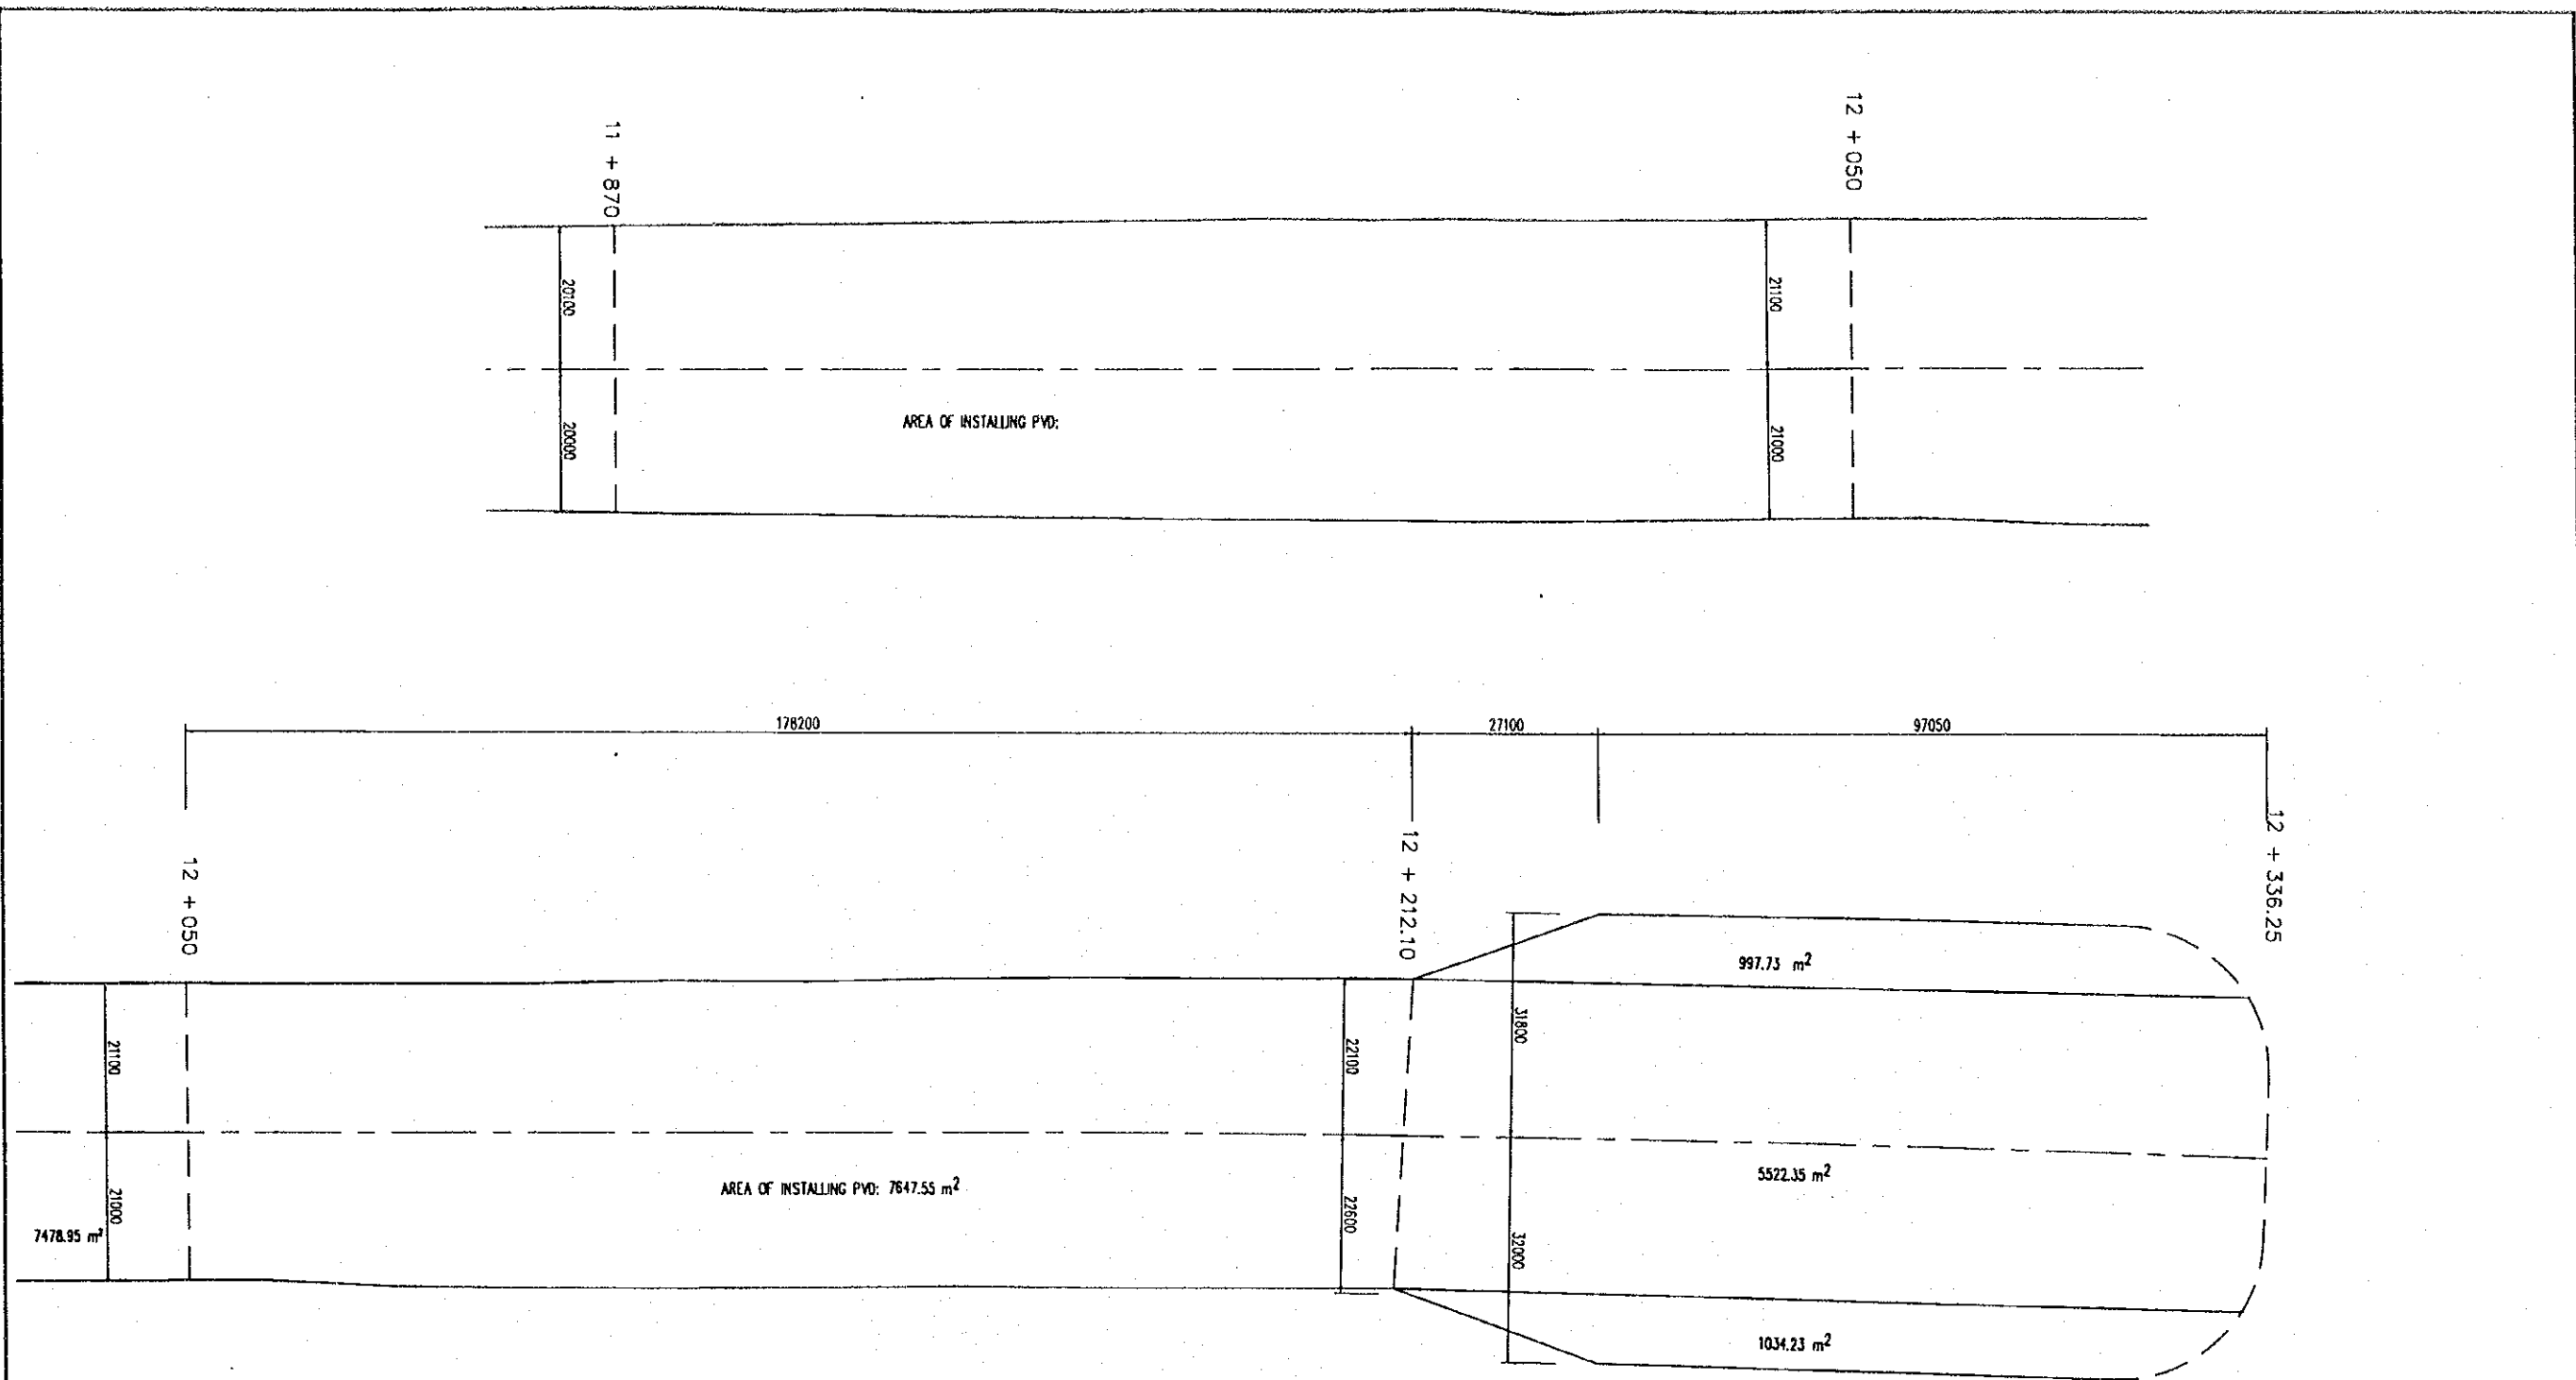 11 + 870
12 + 050
20100
21100
AREA OF INSTALLING PVD:
20000
21000
178200
27100
97050
12 + 050
12 + 212.10
12 + 336.25
997.73 m²
31800
21100
22100
5522.35 m²
AREA OF INSTALLING PVD: 7647.55 m²
21000
22600
7478.95 m²
32000
1034.23 m²